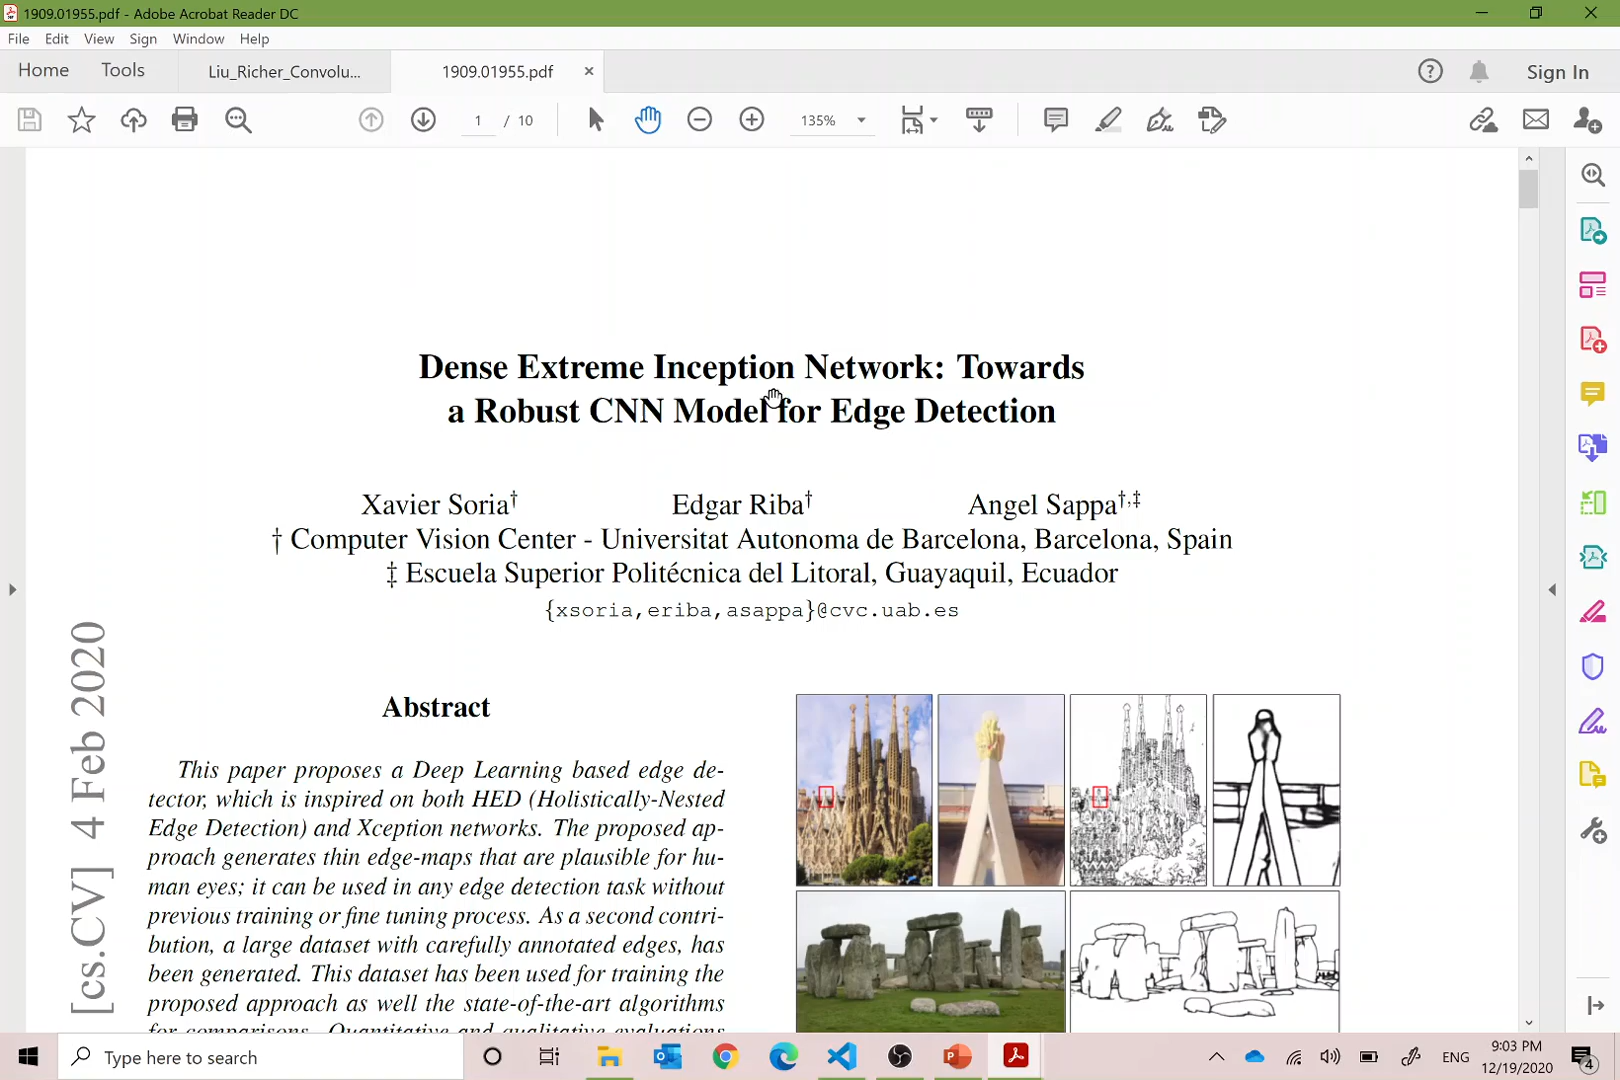 1909.01955.pdf - Adobe Acrobat Reader DC
File Edit View Sign Window Help
Home Tools Liu_Richer_Convolu... 1909.01955.pdf × Sign In
1 / 10 135%
Dense Extreme Inception Network: Towards
a Robust CNN Model for Edge Detection
Xavier Soria† Edgar Riba† Angel Sappa†,‡
† Computer Vision Center - Universitat Autonoma de Barcelona, Barcelona, Spain
‡ Escuela Superior Politécnica del Litoral, Guayaquil, Ecuador
{xsoria,eriba,asappa}@cvc.uab.es
[cs.CV] 4 Feb 2020
Abstract
This paper proposes a Deep Learning based edge de-
tector, which is inspired on both HED (Holistically-Nested
Edge Detection) and Xception networks. The proposed ap-
proach generates thin edge-maps that are plausible for hu-
man eyes; it can be used in any edge detection task without
previous training or fine tuning process. As a second contri-
bution, a large dataset with carefully annotated edges, has
been generated. This dataset has been used for training the
proposed approach as well the state-of-the-art algorithms
for comparisons. Quantitative and qualitative evaluations
Type here to search
ENG
9:03 PM
12/19/2020
4